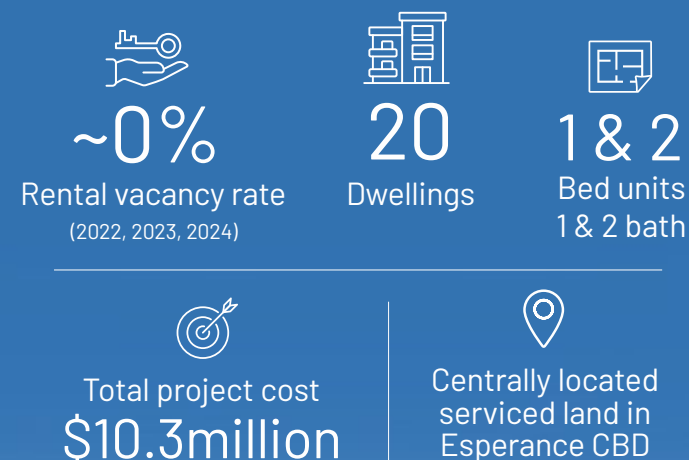 ~0%
Rental vacancy rate
(2022, 2023, 2024)
20
Dwellings
1 & 2
Bed units
1 & 2 bath
Total project cost
$10.3million
Centrally located
serviced land in
Esperance CBD